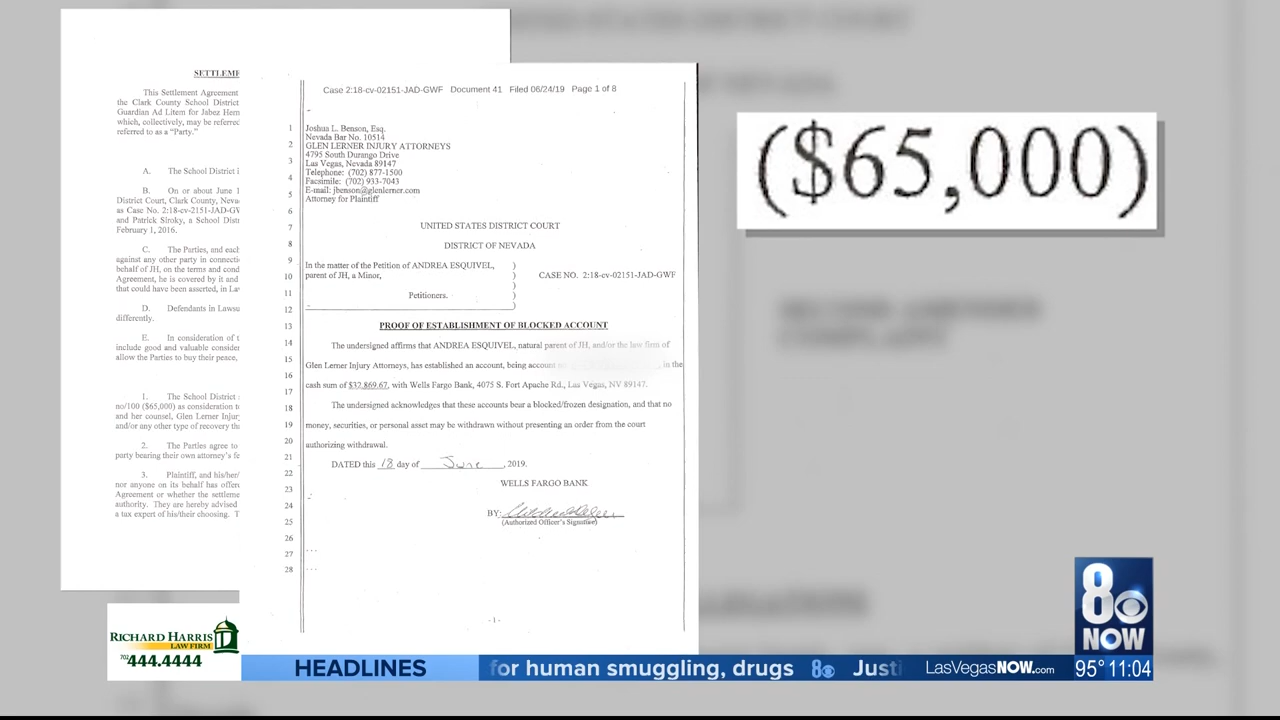 SETTLEME
This Settlement Agreement
the Clark County School District
Guardian Ad Litem for Jabez Hern
which, collectively, may be referred
referred to as a "Party."
A. The School District i
B. On or about June 1
District Court, Clark County, Neva
as Case No. 2:18-cv-2151-JAD-GV
and Patrick Siroky, a School Dist
February 1, 2016.
C. The Parties, and each
against any other party in connectio
behalf of JH, on the terms and cond
Agreement, he is covered by it and
that could have been asserted, in La
D. Defendants in Lawsu
differently.
E. In consideration of t
include good and valuable consider
allow the Parties to buy their peace,
1. The School District
no/100 ($65,000) as consideration to
and her counsel, Glen Lerner Injur
and/or any other type of recovery tha
2. The Parties agree to
party bearing their own attorney's fe
3. Plaintiff, and his/her/
nor anyone on its behalf has offere
Agreement or whether the settleme
authority. They are hereby advised
a tax expert of his/their choosing. T
Case 2:18-cv-02151-JAD-GWF Document 41 Filed 06/24/19 Page 1 of 8
1 Joshua L. Benson, Esq.
Nevada Bar No. 10514
2 GLEN LERNER INJURY ATTORNEYS
4795 South Durango Drive
3 Las Vegas, Nevada 89147
Telephone: (702) 877-1500
4 Facsimile: (702) 933-7043
E-mail: jbenson@glenlerner.com
5 Attorney for Plaintiff
6
7 UNITED STATES DISTRICT COURT
8 DISTRICT OF NEVADA
9 In the matter of the Petition of ANDREA ESQUIVEL, )
10 parent of JH, a Minor, ) CASE NO. 2:18-cv-02151-JAD-GWF
)
11 Petitioners. )
12 )
13 PROOF OF ESTABLISHMENT OF BLOCKED ACCOUNT
14 The undersigned affirms that ANDREA ESQUIVEL, natural parent of JH, and/or the law firm of
15 Glen Lerner Injury Attorneys, has established an account, being account in the
16 cash sum of $32,869.67, with Wells Fargo Bank, 4075 S. Fort Apache Rd., Las Vegas, NV 89147.
17
18 The undersigned acknowledges that these accounts bear a blocked/frozen designation, and that no
19 money, securities, or personal asset may be withdrawn without presenting an order from the court
20 authorizing withdrawal.
21 DATED this 18 day of June, 2019.
22 WELLS FARGO BANK
23
24 BY:
25 (Authorized Officer's Signature)
26
27 ...
28 ...
- 1 -
($65,000)
UNITED STATES DISTRICT COURT
OF NEVADA
SECOND AMENDED
COMPLAINT
RICHARD HARRIS
LAW FIRM
702 444.4444
8 NOW
HEADLINES for human smuggling, drugs 8 Justi LasVegasNOW.com 95° 11:04